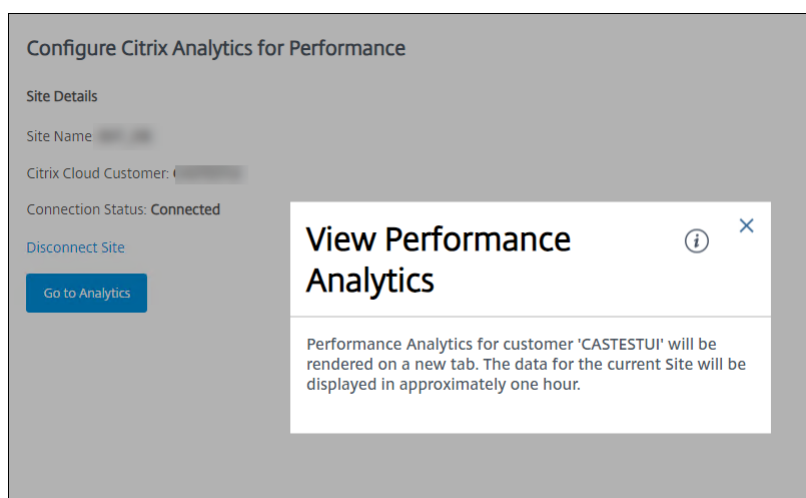 Configure Citrix Analytics for Performance
Site Details
Site Name
Citrix Cloud Customer:
Connection Status: Connected
Disconnect Site
Go to Analytics
View Performance
Analytics
Performance Analytics for customer 'CASTESTUI' will be
rendered on a new tab. The data for the current Site will be
displayed in approximately one hour.